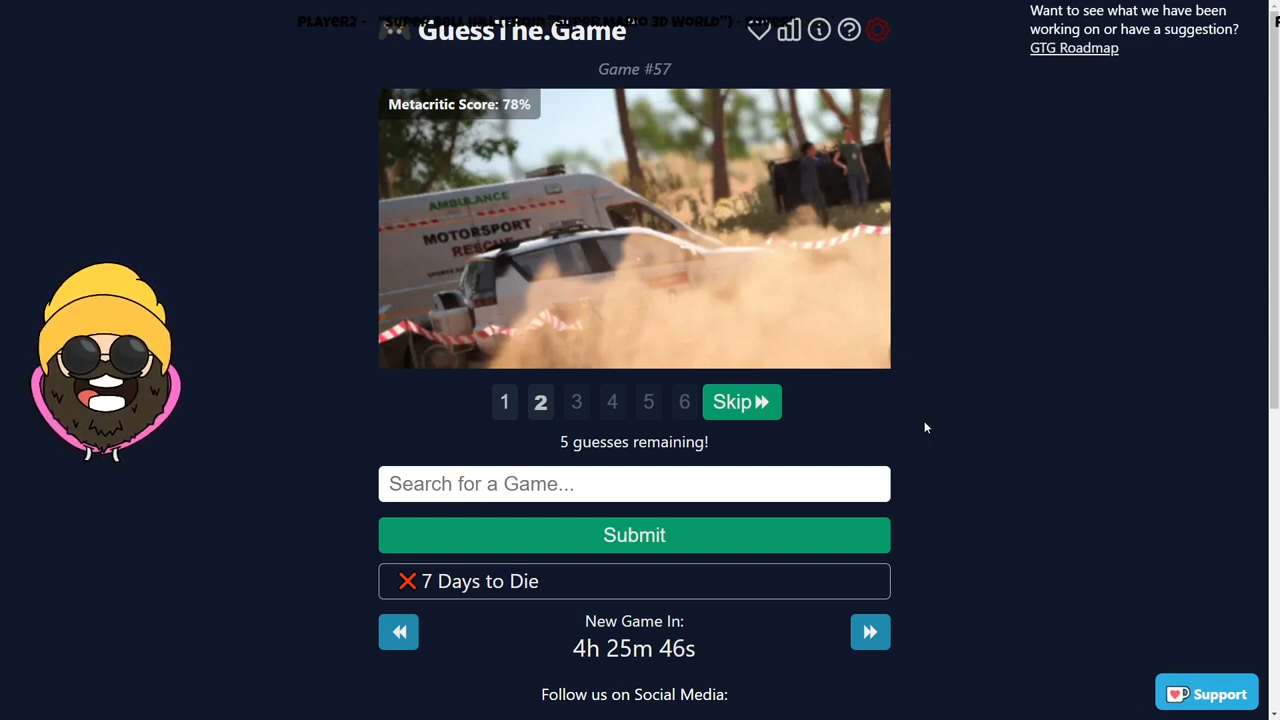 PLAYER2 -
GuessThe.Game
Want to see what we have been
working on or have a suggestion?
GTG Roadmap
Game #57
Metacritic Score: 78%
AMBULANCE
MOTORSPORT
RESCUE
1 2 3 4 5 6 Skip
5 guesses remaining!
Search for a Game...
Submit
7 Days to Die
New Game In:
4h 25m 46s
Follow us on Social Media:
Support